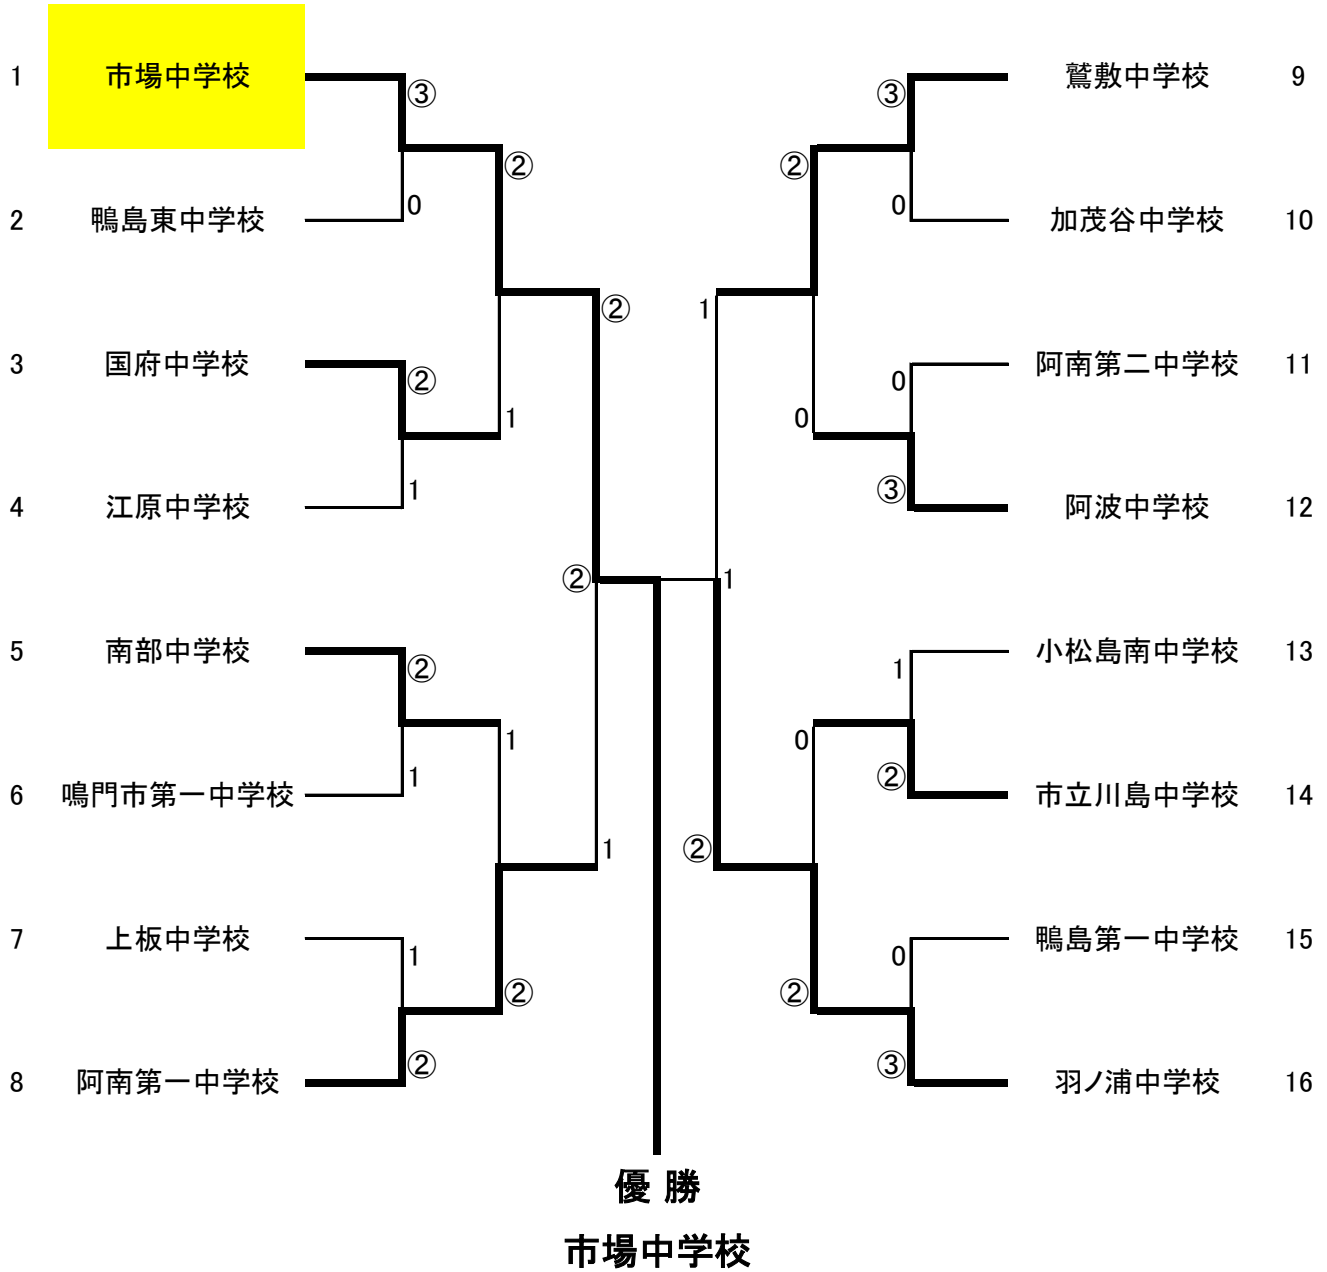 1 市場中学校 ③ ③ 鷲敷中学校 9
② ②
2 鴨島東中学校 0 0 加茂谷中学校 10
② 1
3 国府中学校 ② 0 阿南第二中学校 11
1 0
4 江原中学校 1 ③ 阿波中学校 12
② 1
5 南部中学校 ② 1 小松島南中学校 13
1 0
6 鳴門市第一中学校 1 ② 市立川島中学校 14
1 ②
7 上板中学校 1 0 鴨島第一中学校 15
② ②
8 阿南第一中学校 ② ③ 羽ノ浦中学校 16
優 勝
市場中学校